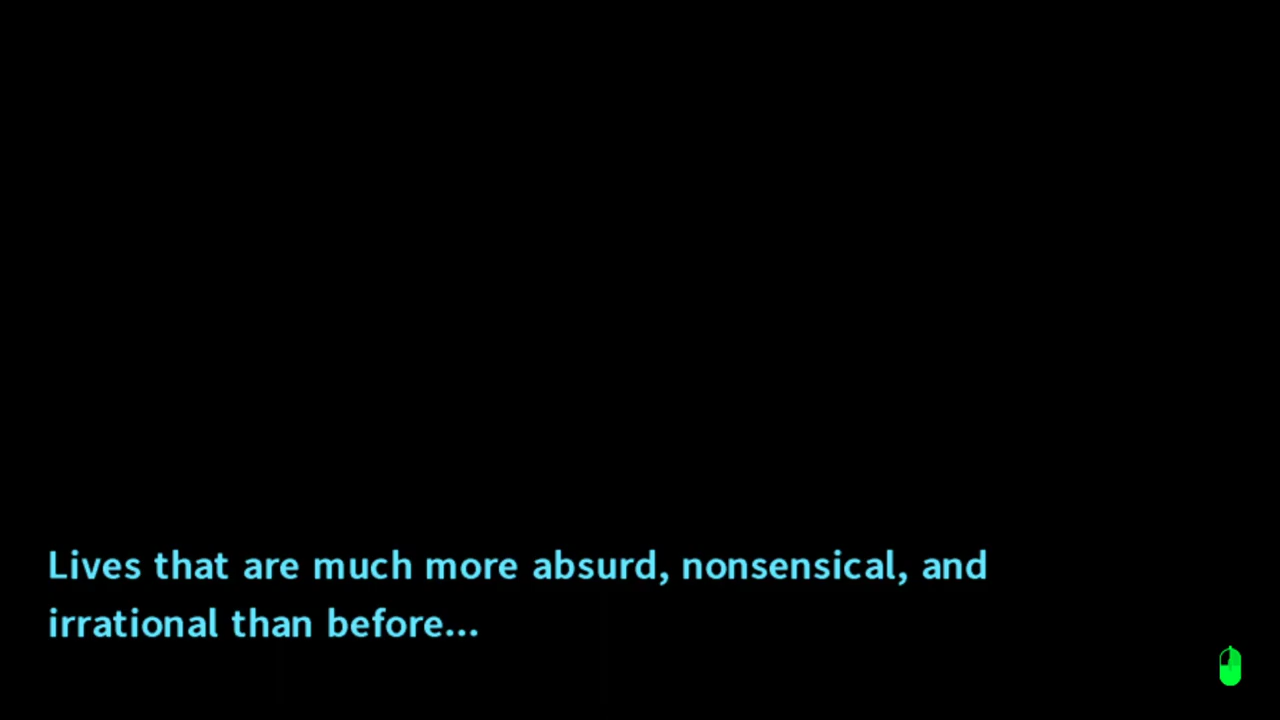 Lives that are much more absurd, nonsensical, and
irrational than before...